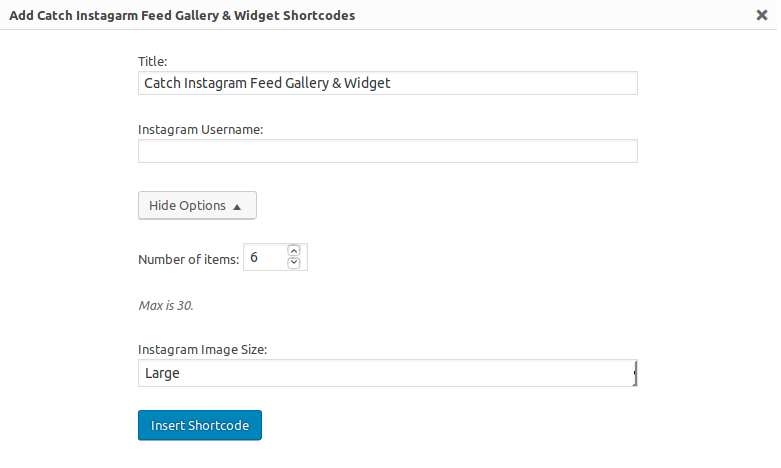 Add Catch Instagarm Feed Gallery & Widget Shortcodes
Title:
Catch Instagram Feed Gallery & Widget
Instagram Username:
Hide Options
Number of items: 6
Max is 30.
Instagram Image Size:
Large
Insert Shortcode